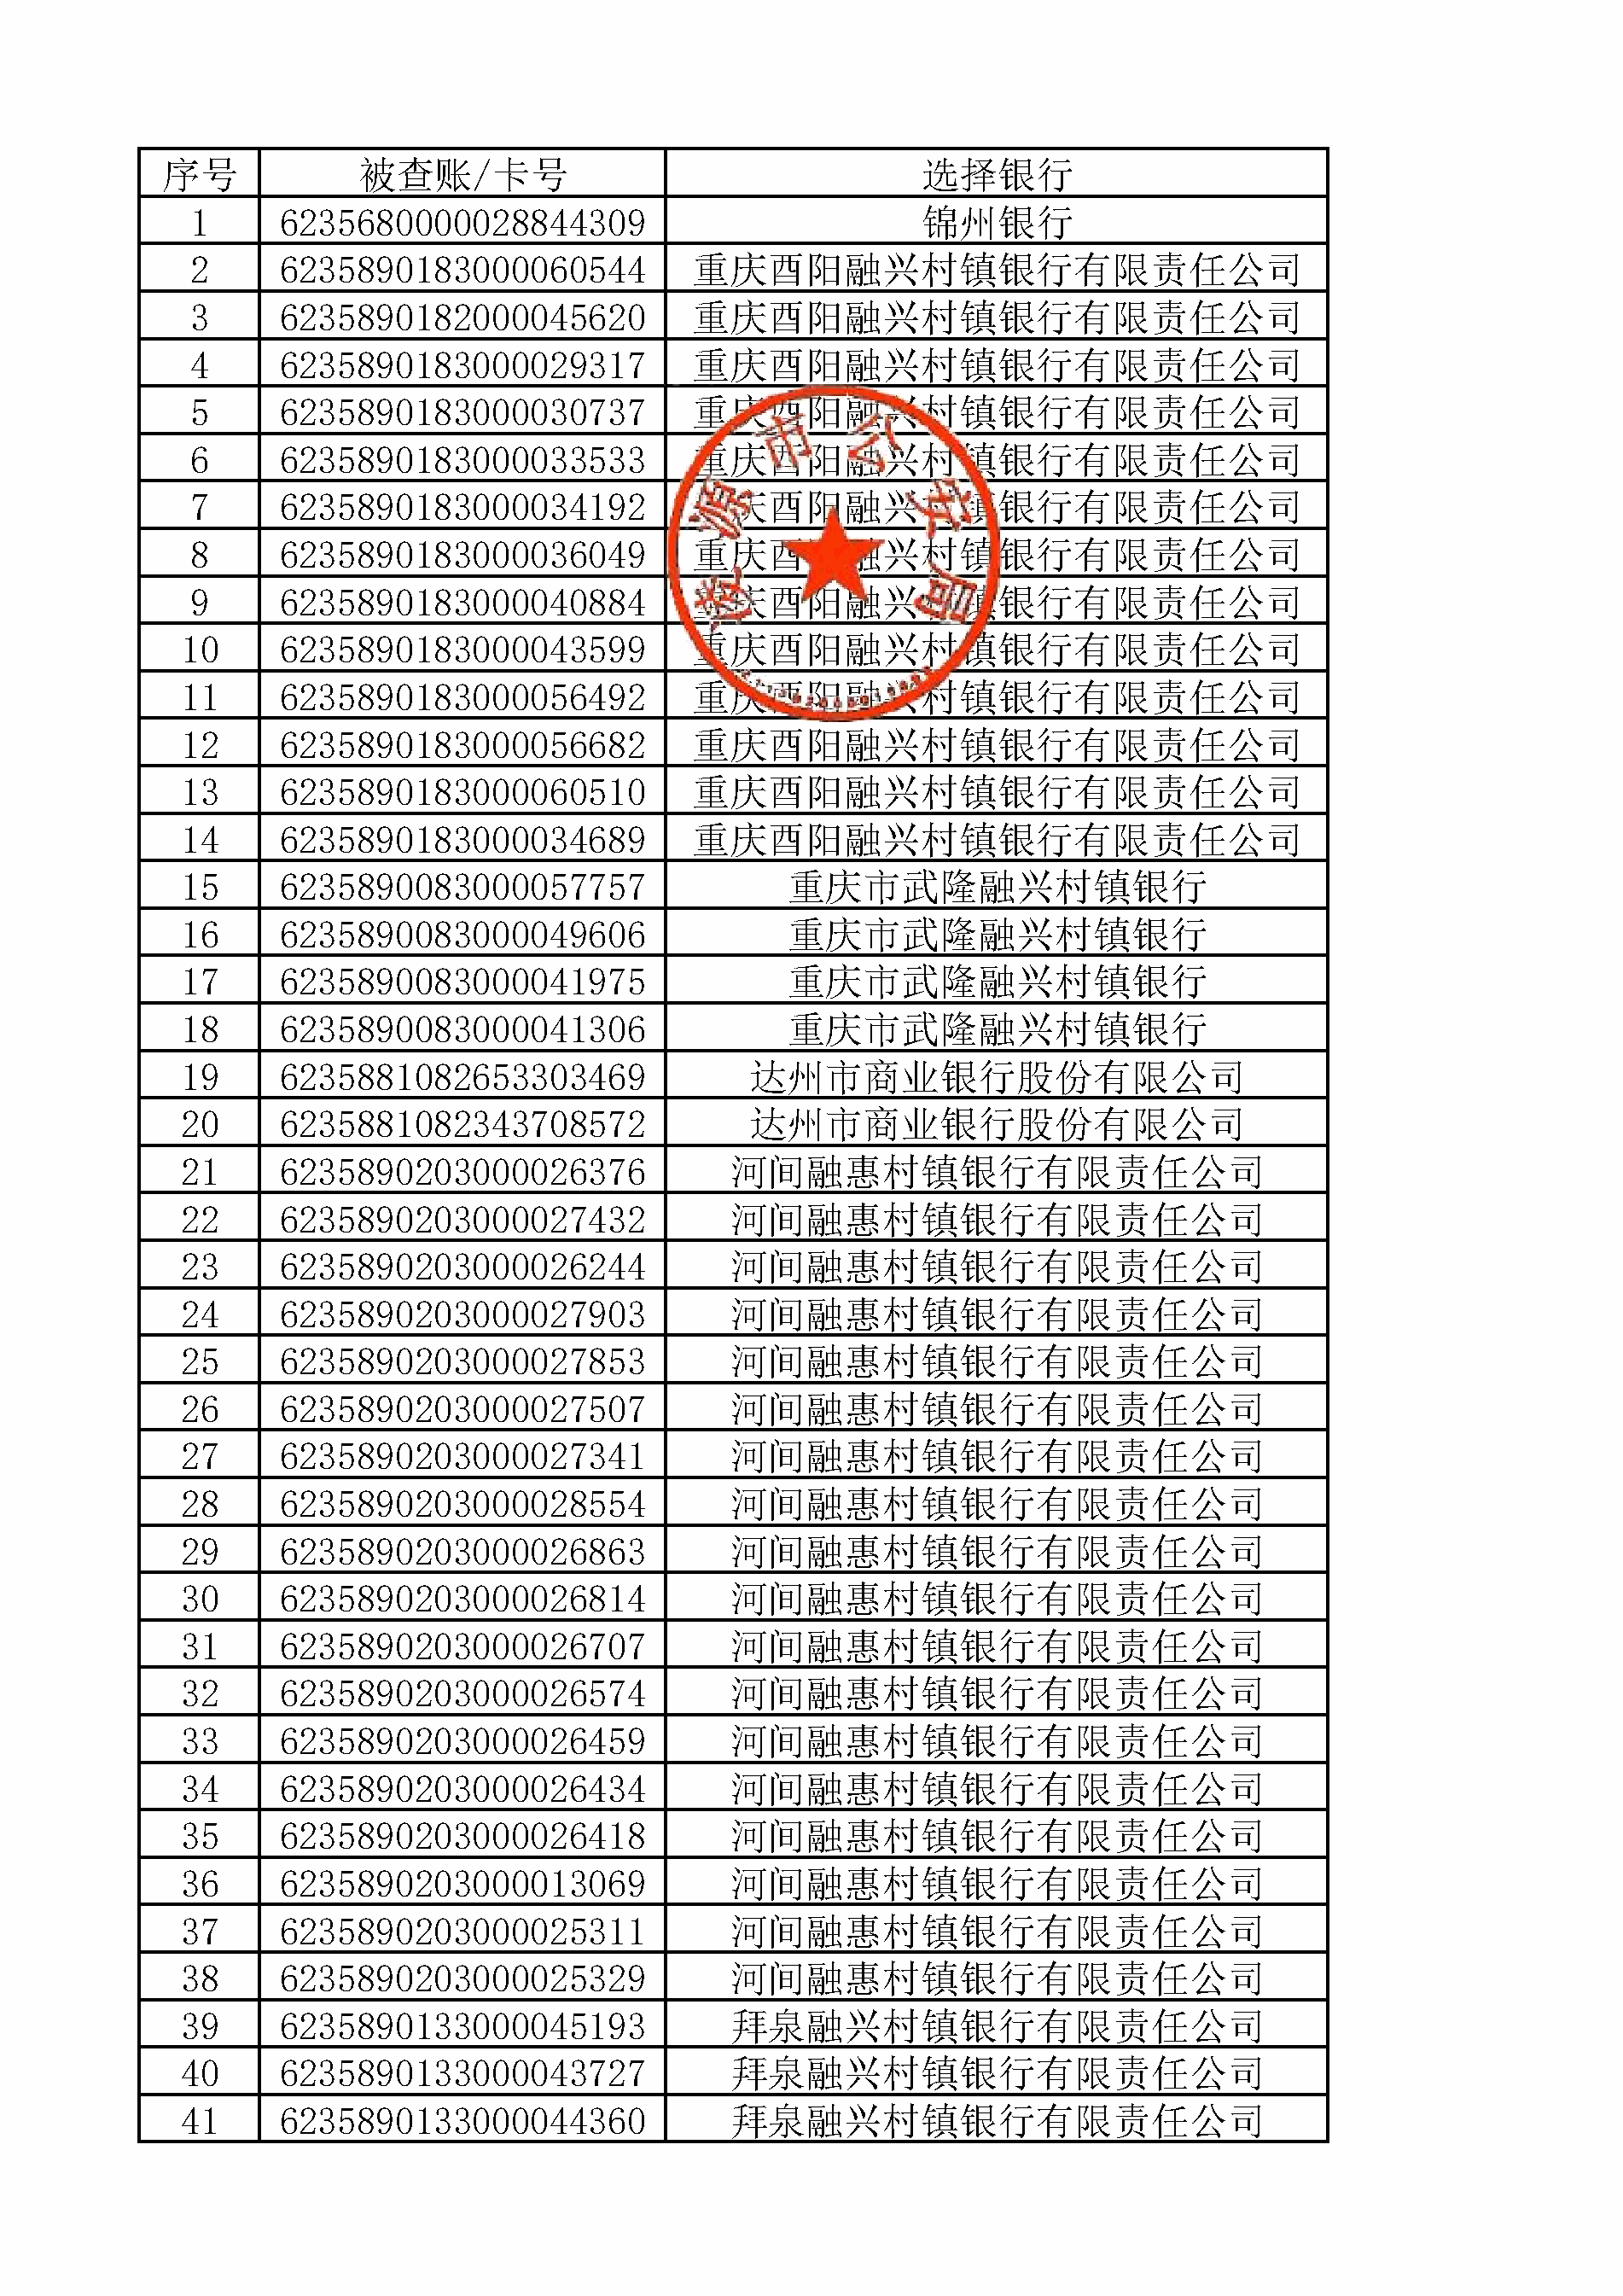 序号 被查账/卡号 选择银行
1 6235680000028844309 锦州银行
2 6235890183000060544 重庆酉阳融兴村镇银行有限责任公司
3 6235890182000045620 重庆酉阳融兴村镇银行有限责任公司
4 6235890183000029317 重庆酉阳融兴村镇银行有限责任公司
5 6235890183000030737 重庆酉阳融兴村镇银行有限责任公司
6 6235890183000033533 重庆酉阳融兴村镇银行有限责任公司
7 6235890183000034192 重庆酉阳融兴村镇银行有限责任公司
8 6235890183000036049 重庆酉阳融兴村镇银行有限责任公司
9 6235890183000040884 重庆酉阳融兴村镇银行有限责任公司
10 6235890183000043599 重庆酉阳融兴村镇银行有限责任公司
11 6235890183000056492 重庆酉阳融兴村镇银行有限责任公司
12 6235890183000056682 重庆酉阳融兴村镇银行有限责任公司
13 6235890183000060510 重庆酉阳融兴村镇银行有限责任公司
14 6235890183000034689 重庆酉阳融兴村镇银行有限责任公司
15 6235890083000057757 重庆市武隆融兴村镇银行
16 6235890083000049606 重庆市武隆融兴村镇银行
17 6235890083000041975 重庆市武隆融兴村镇银行
18 6235890083000041306 重庆市武隆融兴村镇银行
19 6235881082653303469 达州市商业银行股份有限公司
20 6235881082343708572 达州市商业银行股份有限公司
21 6235890203000026376 河间融惠村镇银行有限责任公司
22 6235890203000027432 河间融惠村镇银行有限责任公司
23 6235890203000026244 河间融惠村镇银行有限责任公司
24 6235890203000027903 河间融惠村镇银行有限责任公司
25 6235890203000027853 河间融惠村镇银行有限责任公司
26 6235890203000027507 河间融惠村镇银行有限责任公司
27 6235890203000027341 河间融惠村镇银行有限责任公司
28 6235890203000028554 河间融惠村镇银行有限责任公司
29 6235890203000026863 河间融惠村镇银行有限责任公司
30 6235890203000026814 河间融惠村镇银行有限责任公司
31 6235890203000026707 河间融惠村镇银行有限责任公司
32 6235890203000026574 河间融惠村镇银行有限责任公司
33 6235890203000026459 河间融惠村镇银行有限责任公司
34 6235890203000026434 河间融惠村镇银行有限责任公司
35 6235890203000026418 河间融惠村镇银行有限责任公司
36 6235890203000013069 河间融惠村镇银行有限责任公司
37 6235890203000025311 河间融惠村镇银行有限责任公司
38 6235890203000025329 河间融惠村镇银行有限责任公司
39 6235890133000045193 拜泉融兴村镇银行有限责任公司
40 6235890133000043727 拜泉融兴村镇银行有限责任公司
41 6235890133000044360 拜泉融兴村镇银行有限责任公司
凌源市公安局